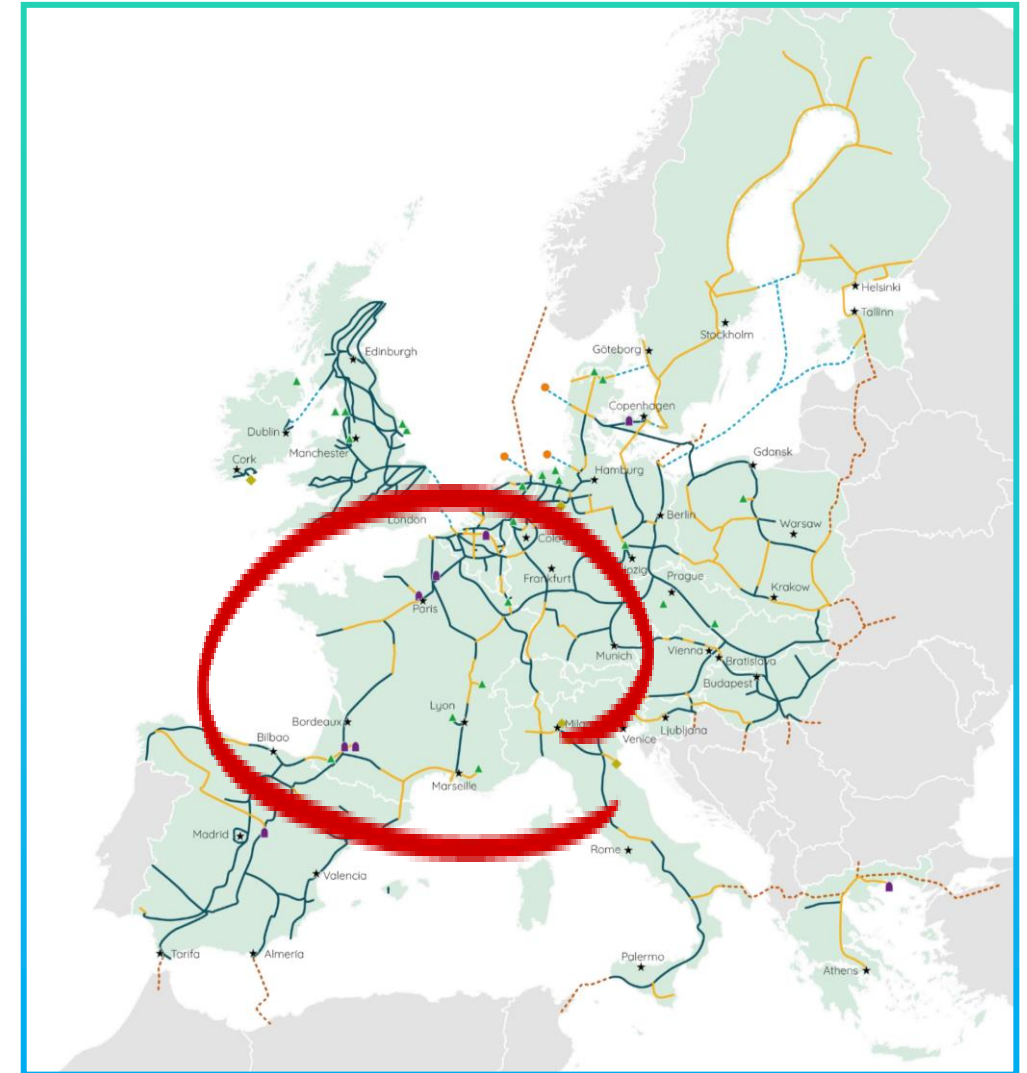 Helsinki
Tallinn
Stockholm
Göteborg
Edinburgh
Copenhagen
Dublin
Manchester
Cork
Gdansk
Hamburg
London
Berlin
Warsaw
Frankfurt
Prague
Krakow
Paris
Munich
Vienna
Bratislava
Budapest
Lyon
Bordeaux
Ljubljana
Venice
Bilbao
Marseille
Madrid
Rome
Valencia
Tarifa
Almería
Palermo
Athens